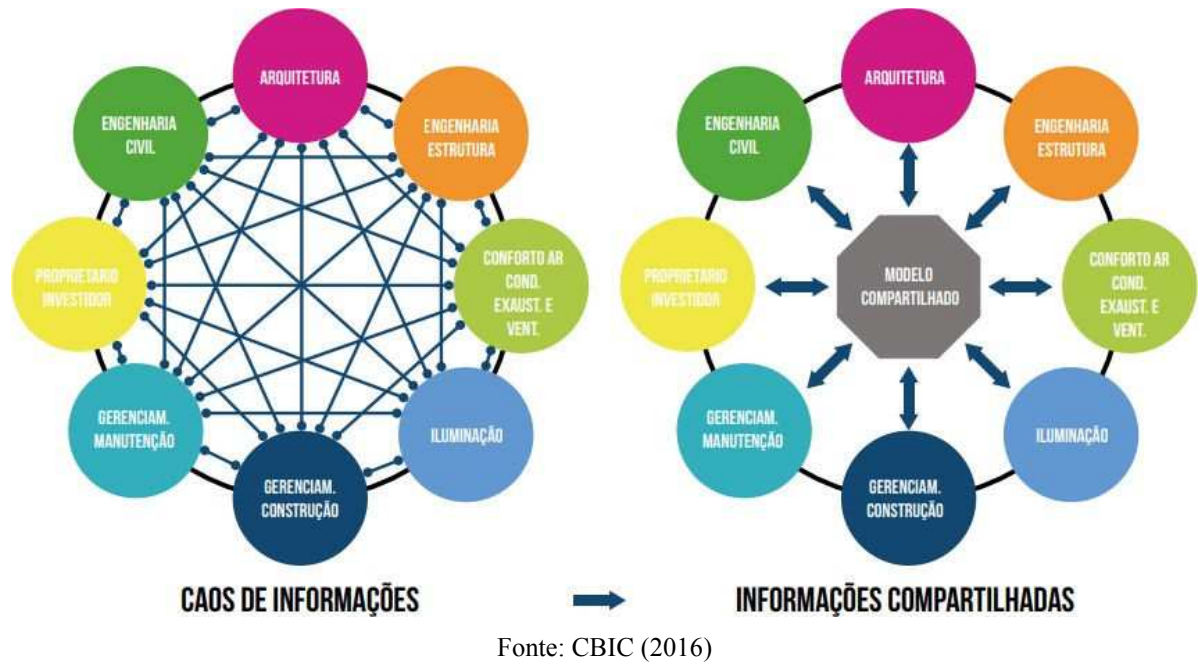 ARQUITETURA
ENGENHARIA
CIVIL
ENGENHARIA
ESTRUTURA
PROPRIETARIO
INVESTIDOR
CONFORTO AR
COND.
EXAUST. E
VENT.
GERENCIAM.
MANUTENÇÃO
ILUMINAÇÃO
GERENCIAM.
CONSTRUÇÃO
CAOS DE INFORMAÇÕES
ARQUITETURA
ENGENHARIA
CIVIL
ENGENHARIA
ESTRUTURA
PROPRIETARIO
INVESTIDOR
MODELO
COMPARTILHADO
CONFORTO AR
COND.
EXAUST. E
VENT.
GERENCIAM.
MANUTENÇÃO
ILUMINAÇÃO
GERENCIAM.
CONSTRUÇÃO
INFORMAÇÕES COMPARTILHADAS
Fonte: CBIC (2016)